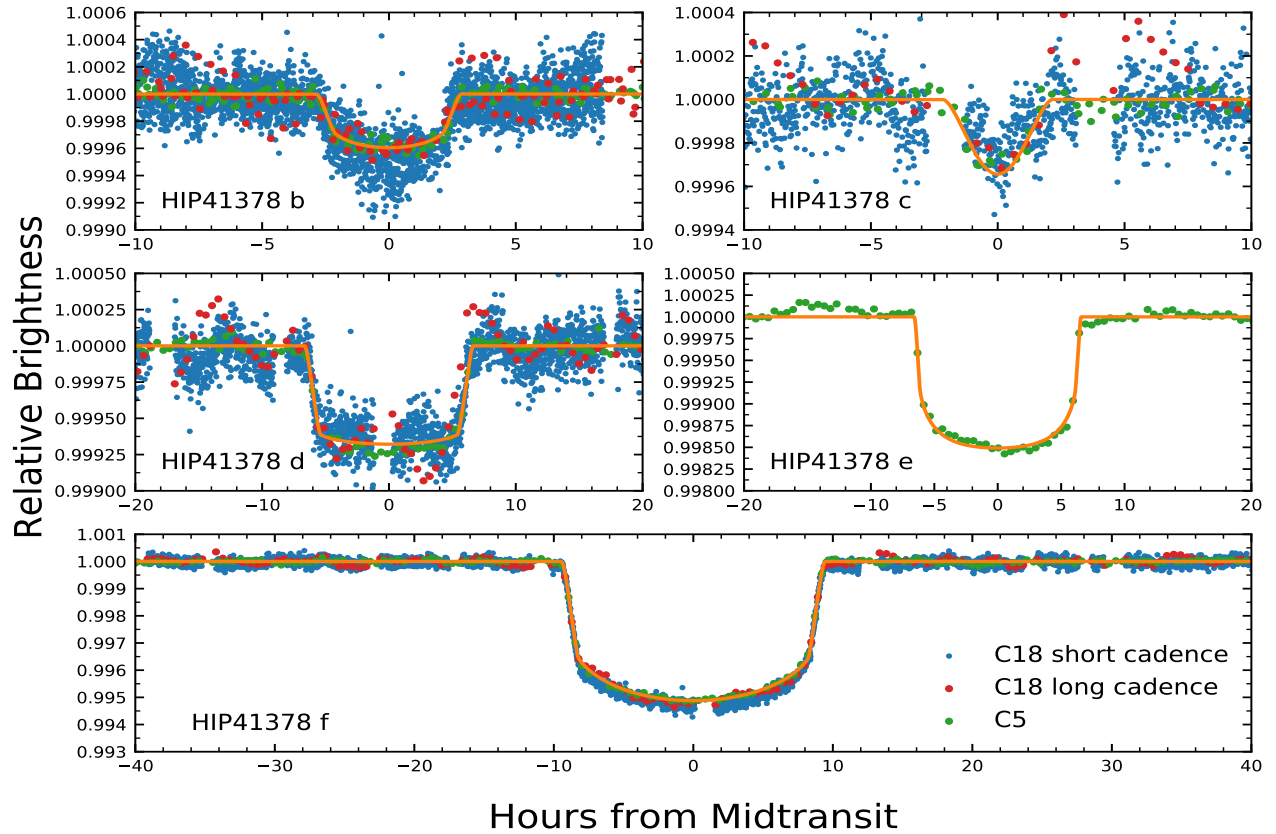 Relative Brightness
1.0006
1.0004
1.0002
1.0000
0.9998
0.9996
0.9994
0.9992
0.9990
HIP41378 b
−10 −5 0 5 10
1.0004
1.0002
1.0000
0.9998
0.9996
0.9994
HIP41378 c
−10 −5 0 5 10
1.00050
1.00025
1.00000
0.99975
0.99950
0.99925
0.99900
HIP41378 d
−20 −10 0 10 20
1.00050
1.00025
1.00000
0.99975
0.99950
0.99925
0.99900
0.99875
0.99850
0.99825
0.99800
HIP41378 e
−20 −10 −5 0 5 10 20
1.001
1.000
0.999
0.998
0.997
0.996
0.995
0.994
0.993
HIP41378 f
C18 short cadence
C18 long cadence
C5
−40 −30 −20 −10 0 10 20 30 40
Hours from Midtransit